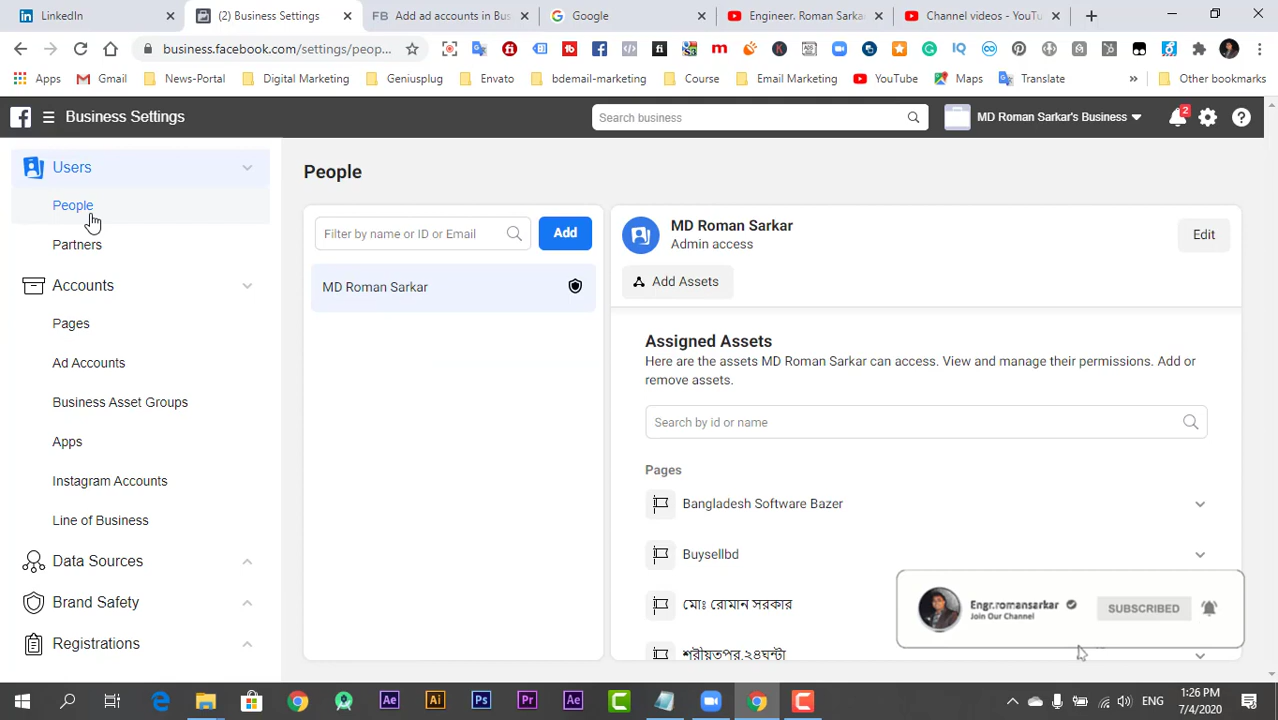 LinkedIn
(2) Business Settings
Add ad accounts in Bus
Google
Engineer. Roman Sarka
Channel videos - YouTu
business.facebook.com/settings/peop...
Apps
Gmail
News-Portal
Digital Marketing
Geniusplug
Envato
bdemail-marketing
Course
Email Marketing
YouTube
Maps
Translate
Other bookmarks
Business Settings
Search business
MD Roman Sarkar's Business
2
Users
People
Partners
Accounts
Pages
Ad Accounts
Business Asset Groups
Apps
Instagram Accounts
Line of Business
Data Sources
Brand Safety
Registrations
People
Filter by name or ID or Email
Add
MD Roman Sarkar
MD Roman Sarkar
Admin access
Edit
Add Assets
Assigned Assets
Here are the assets MD Roman Sarkar can access. View and manage their permissions. Add or
remove assets.
Search by id or name
Pages
Bangladesh Software Bazer
Buysellbd
মোঃ রোমান সরকার
শরীয়তপুর.২৪ঘন্টা
Engr.romansarkar
Join Our Channel
SUBSCRIBED
ENG
1:26 PM
7/4/2020